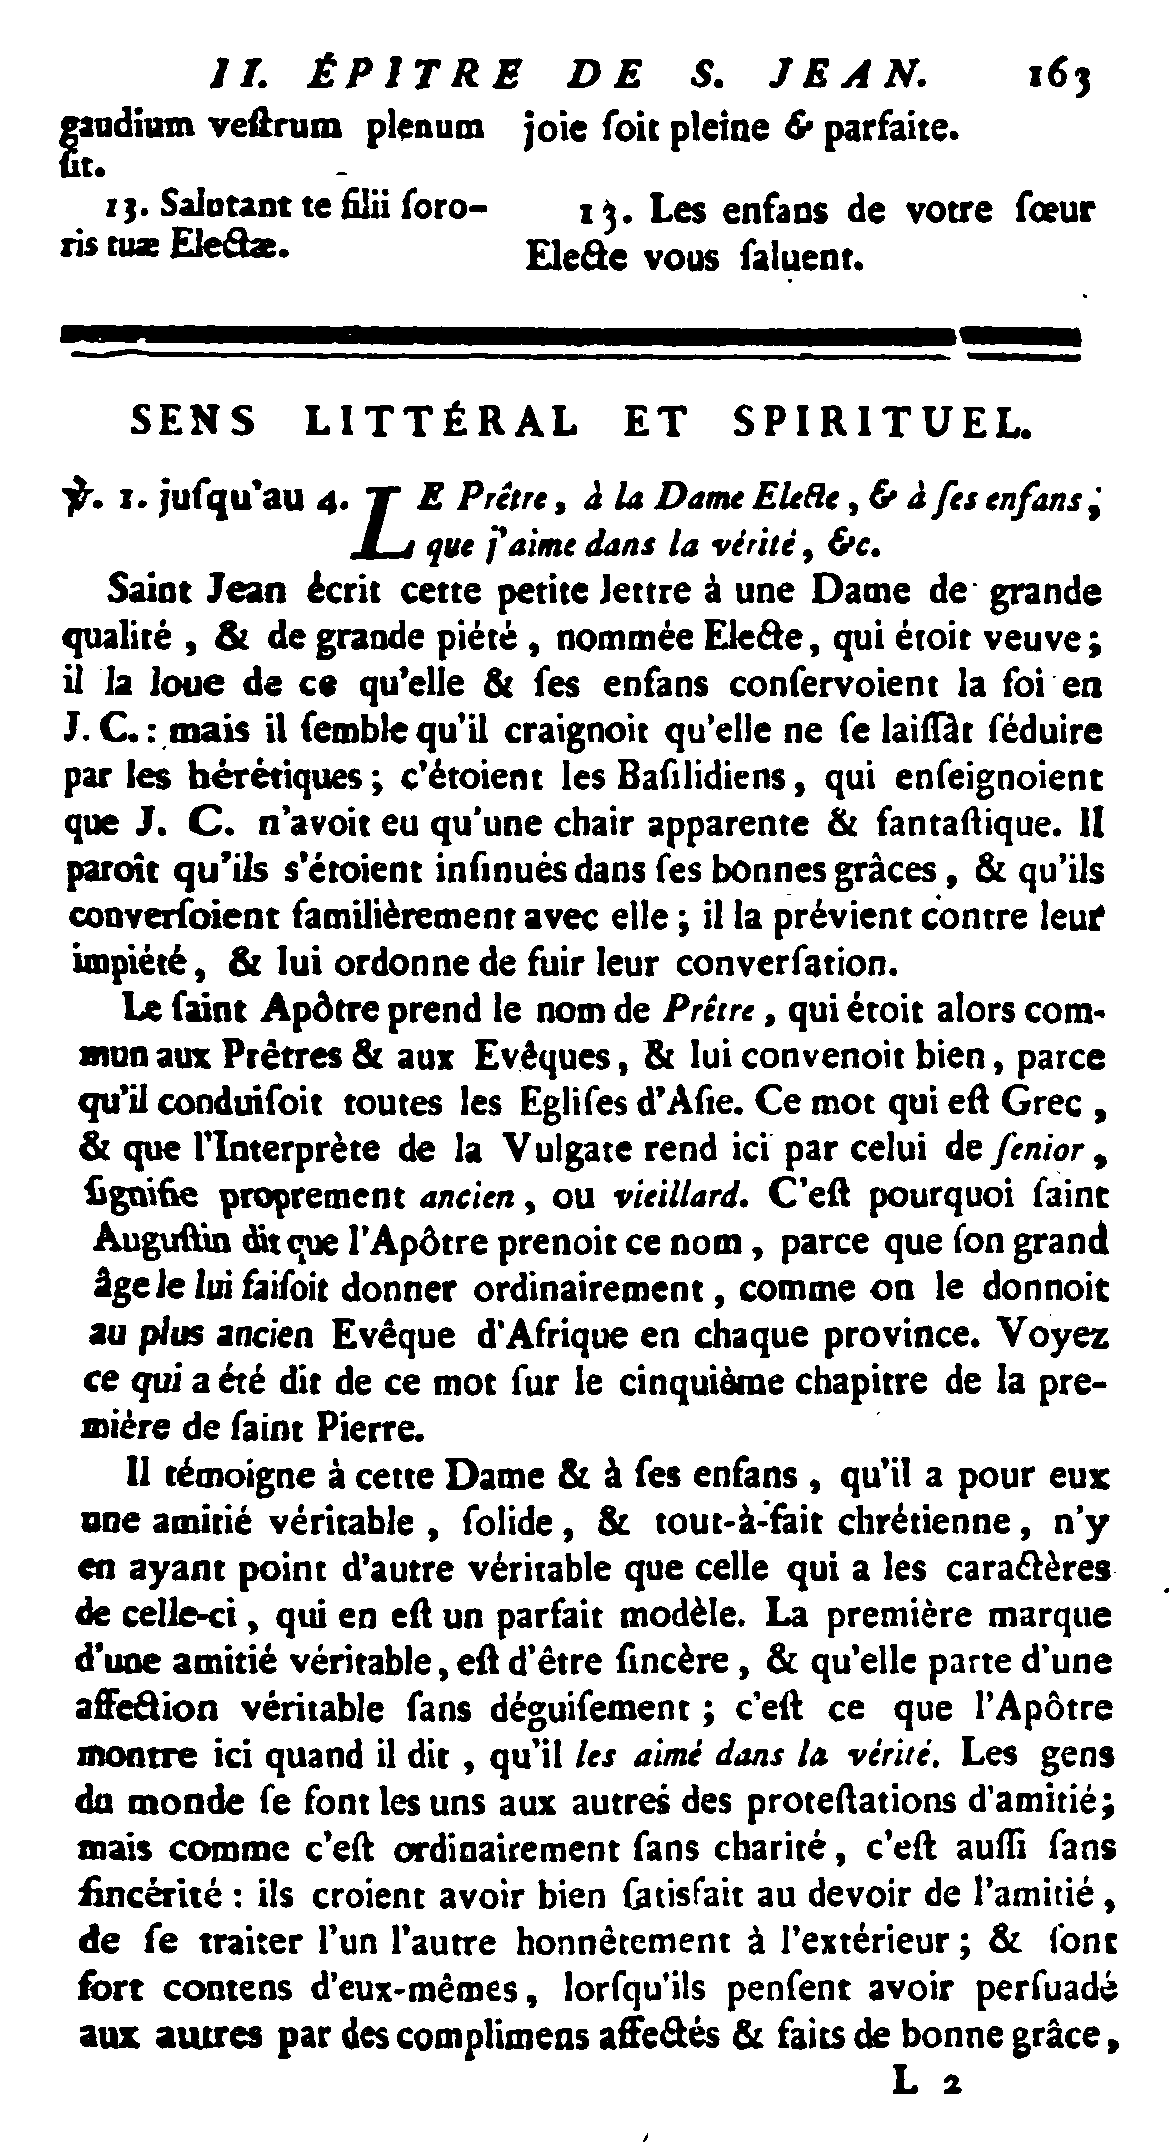 II. ÉPITRE DE S. JEAN. 163
gaudium veſtrum plenum
ſit.
13. Salutant te filii ſoro-
ris tuæ Electæ.
joie ſoit pleine & parfaite.
13. Les enfans de votre ſœur
Electe vous ſaluent.
SENS LITTÉRAL ET SPIRITUEL.
℣. 1. juſqu'au 4. LE Prêtre, à la Dame Electe, & à ſes enfans;
que j'aime dans la vérité, &c.
Saint Jean écrit cette petite lettre à une Dame de grande
qualité, & de grande piété, nommée Electe, qui étoit veuve;
il la loue de ce qu'elle & ſes enfans conſervoient la foi en
J. C.: mais il ſemble qu'il craignoit qu'elle ne ſe laiſſàt ſéduire
par les hérétiques; c'étoient les Baſilidiens, qui enſeignoient
que J. C. n'avoit eu qu'une chair apparente & fantaſtique. Il
paroît qu'ils s'étoient inſinués dans ſes bonnes grâces, & qu'ils
converſoient familièrement avec elle; il la prévient contre leur
impiété, & lui ordonne de fuir leur converſation.
Le ſaint Apôtre prend le nom de Prêtre, qui étoit alors com-
mun aux Prêtres & aux Evêques, & lui convenoit bien, parce
qu'il conduiſoit toutes les Egliſes d'Aſie. Ce mot qui eſt Grec,
& que l'Interprète de la Vulgate rend ici par celui de ſenior,
ſignifie proprement ancien, ou vieillard. C'eſt pourquoi ſaint
Auguſtin dit que l'Apôtre prenoit ce nom, parce que ſon grand
âge le lui faiſoit donner ordinairement, comme on le donnoit
au plus ancien Evêque d'Afrique en chaque province. Voyez
ce qui a été dit de ce mot ſur le cinquième chapitre de la pre-
mière de ſaint Pierre.
Il témoigne à cette Dame & à ſes enfans, qu'il a pour eux
une amitié véritable, ſolide, & tout-à-fait chrétienne, n'y
en ayant point d'autre véritable que celle qui a les caractères
de celle-ci, qui en eſt un parfait modèle. La première marque
d'une amitié véritable, eſt d'être ſincère, & qu'elle parte d'une
affection véritable ſans déguiſement; c'eſt ce que l'Apôtre
montre ici quand il dit, qu'il les aimé dans la vérité. Les gens
du monde ſe font les uns aux autres des proteſtations d'amitié;
mais comme c'eſt ordinairement ſans charité, c'eſt auſſi ſans
ſincérité: ils croient avoir bien ſatisfait au devoir de l'amitié,
de ſe traiter l'un l'autre honnêtement à l'extérieur; & ſont
fort contens d'eux-mêmes, lorſqu'ils penſent avoir perſuadé
aux autres par des complimens affectés & faits de bonne grâce,
L 2